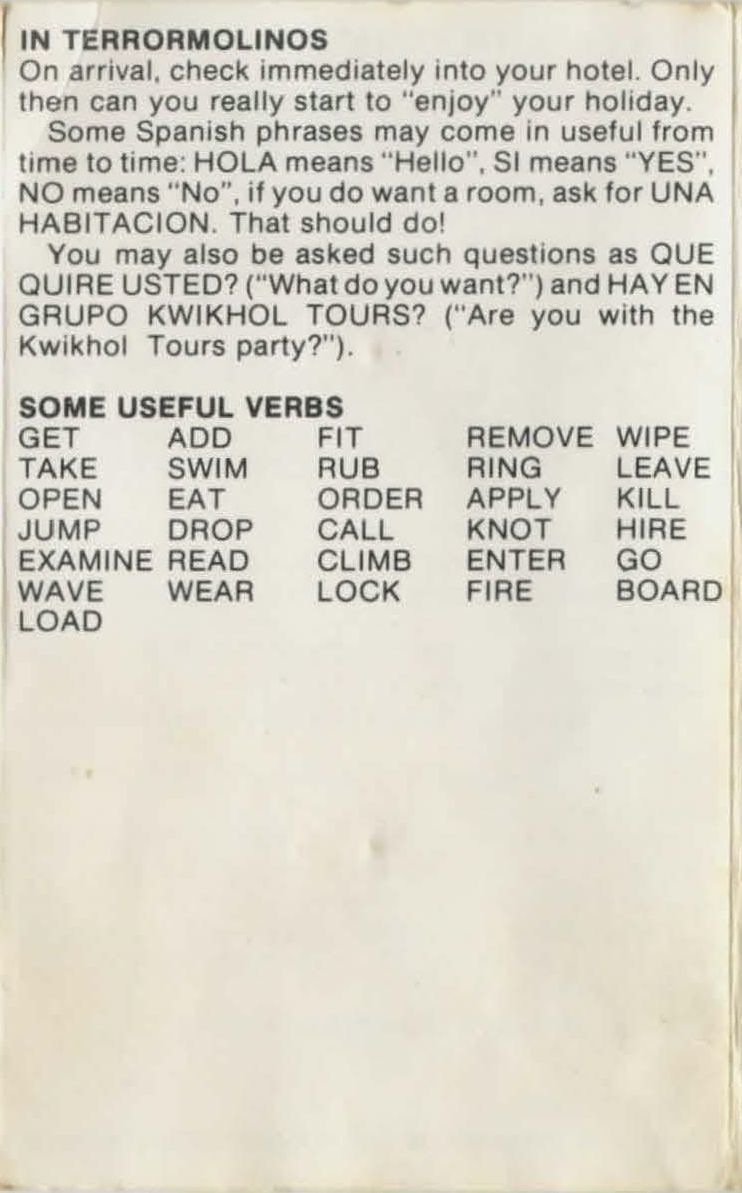 IN TERRORMOLINOS
On arrival, check immediately into your hotel. Only
then can you really start to "enjoy" your holiday.
Some Spanish phrases may come in useful from
time to time: HOLA means "Hello", SI means "YES",
NO means "No", if you do want a room, ask for UNA
HABITACION. That should do!
You may also be asked such questions as QUE
QUIRE USTED? ("What do you want?") and HAY EN
GRUPO KWIKHOL TOURS? ("Are you with the
Kwikhol Tours party?").
SOME USEFUL VERBS
GET ADD FIT REMOVE WIPE
TAKE SWIM RUB RING LEAVE
OPEN EAT ORDER APPLY KILL
JUMP DROP CALL KNOT HIRE
EXAMINE READ CLIMB ENTER GO
WAVE WEAR LOCK FIRE BOARD
LOAD